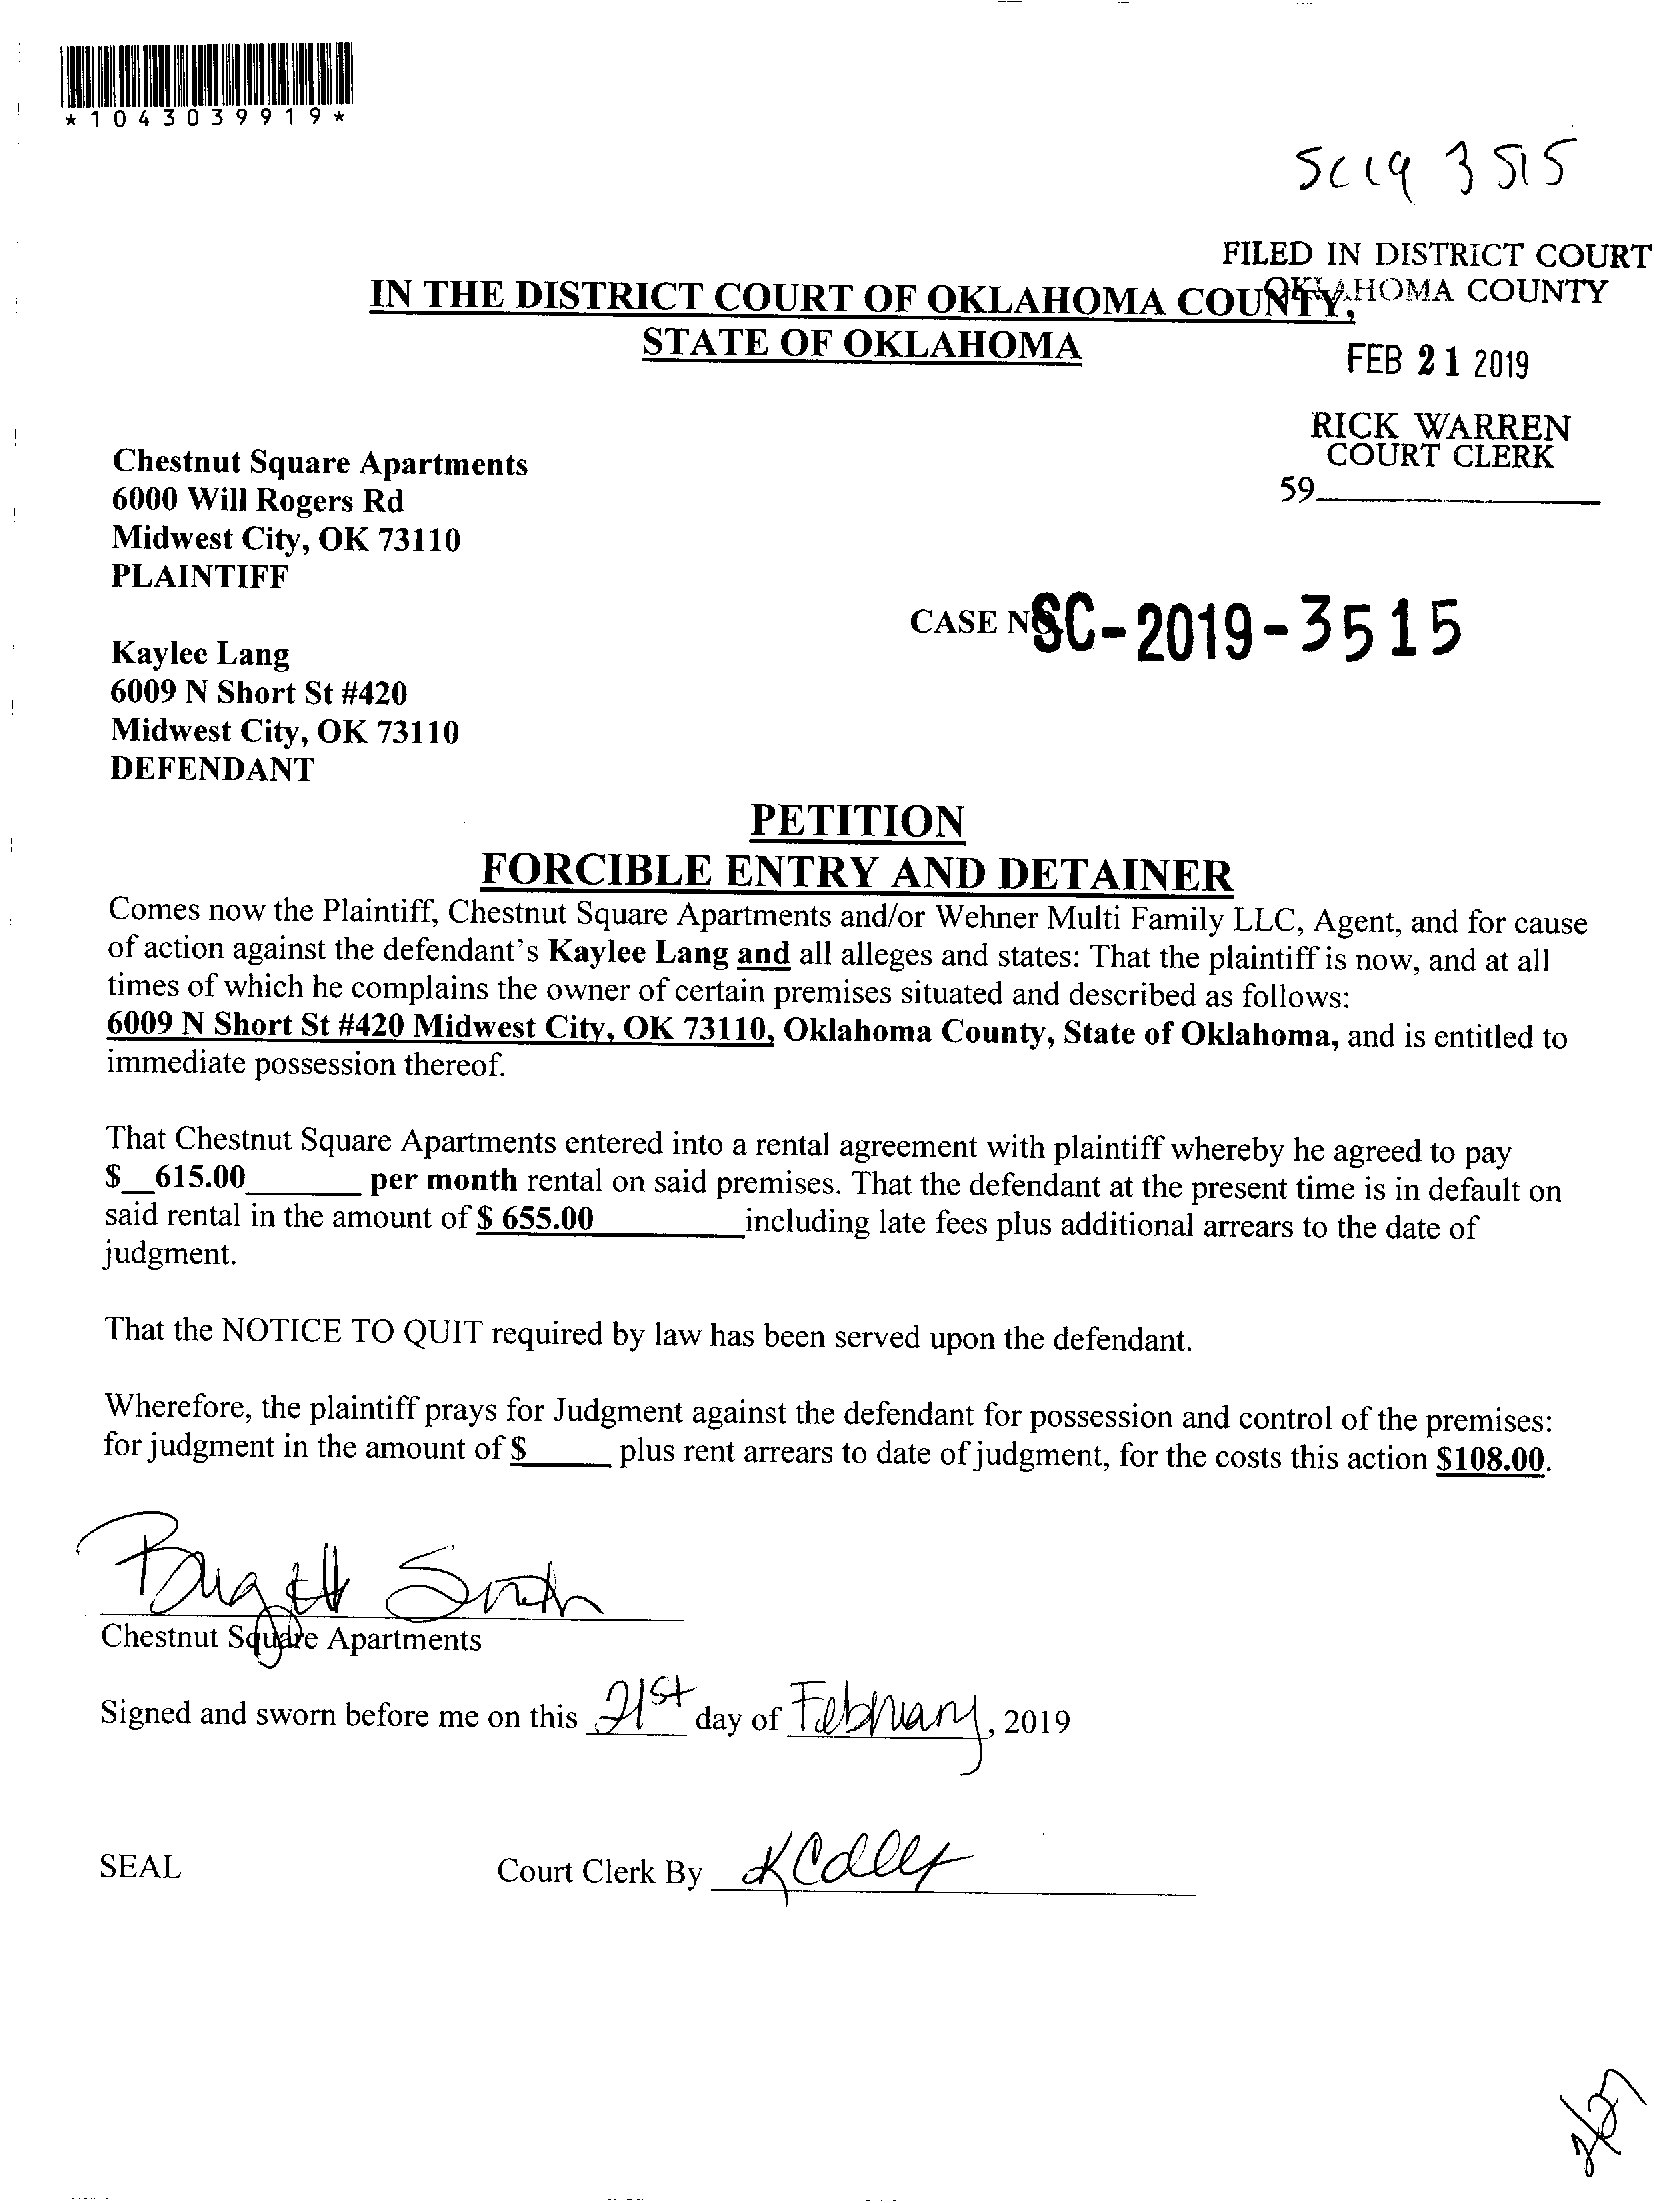 *1043039919*
SC19 3515
FILED IN DISTRICT COURT
OKLAHOMA COUNTY
IN THE DISTRICT COURT OF OKLAHOMA COUNTY,
STATE OF OKLAHOMA
FEB 21 2019
RICK WARREN
COURT CLERK
59
Chestnut Square Apartments
6000 Will Rogers Rd
Midwest City, OK 73110
PLAINTIFF
CASE NO. SC-2019-3515
Kaylee Lang
6009 N Short St #420
Midwest City, OK 73110
DEFENDANT
PETITION
FORCIBLE ENTRY AND DETAINER
Comes now the Plaintiff, Chestnut Square Apartments and/or Wehner Multi Family LLC, Agent, and for cause
of action against the defendant's Kaylee Lang and all alleges and states: That the plaintiff is now, and at all
times of which he complains the owner of certain premises situated and described as follows:
6009 N Short St #420 Midwest City, OK 73110, Oklahoma County, State of Oklahoma, and is entitled to
immediate possession thereof.
That Chestnut Square Apartments entered into a rental agreement with plaintiff whereby he agreed to pay
$ 615.00 per month rental on said premises. That the defendant at the present time is in default on
said rental in the amount of $ 655.00 including late fees plus additional arrears to the date of
judgment.
That the NOTICE TO QUIT required by law has been served upon the defendant.
Wherefore, the plaintiff prays for Judgment against the defendant for possession and control of the premises:
for judgment in the amount of $____ plus rent arrears to date of judgment, for the costs this action $108.00.
Chestnut Square Apartments
Signed and sworn before me on this 21st day of February, 2019
SEAL Court Clerk By